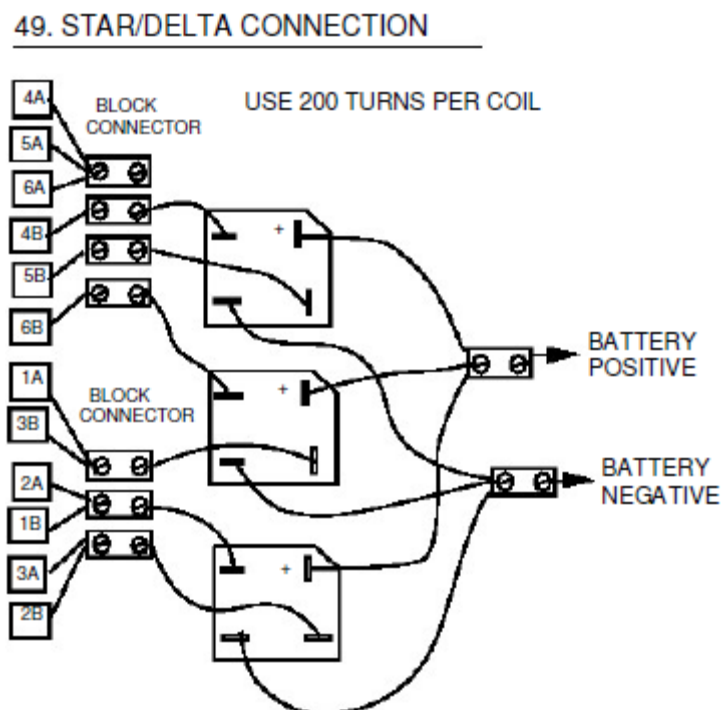 49. STAR/DELTA CONNECTION
4A
BLOCK
CONNECTOR
USE 200 TURNS PER COIL
5A
6A
4B
+
5B
6B
BATTERY
POSITIVE
1A
BLOCK
CONNECTOR
+
3B
2A
BATTERY
NEGATIVE
1B
3A
+
2B